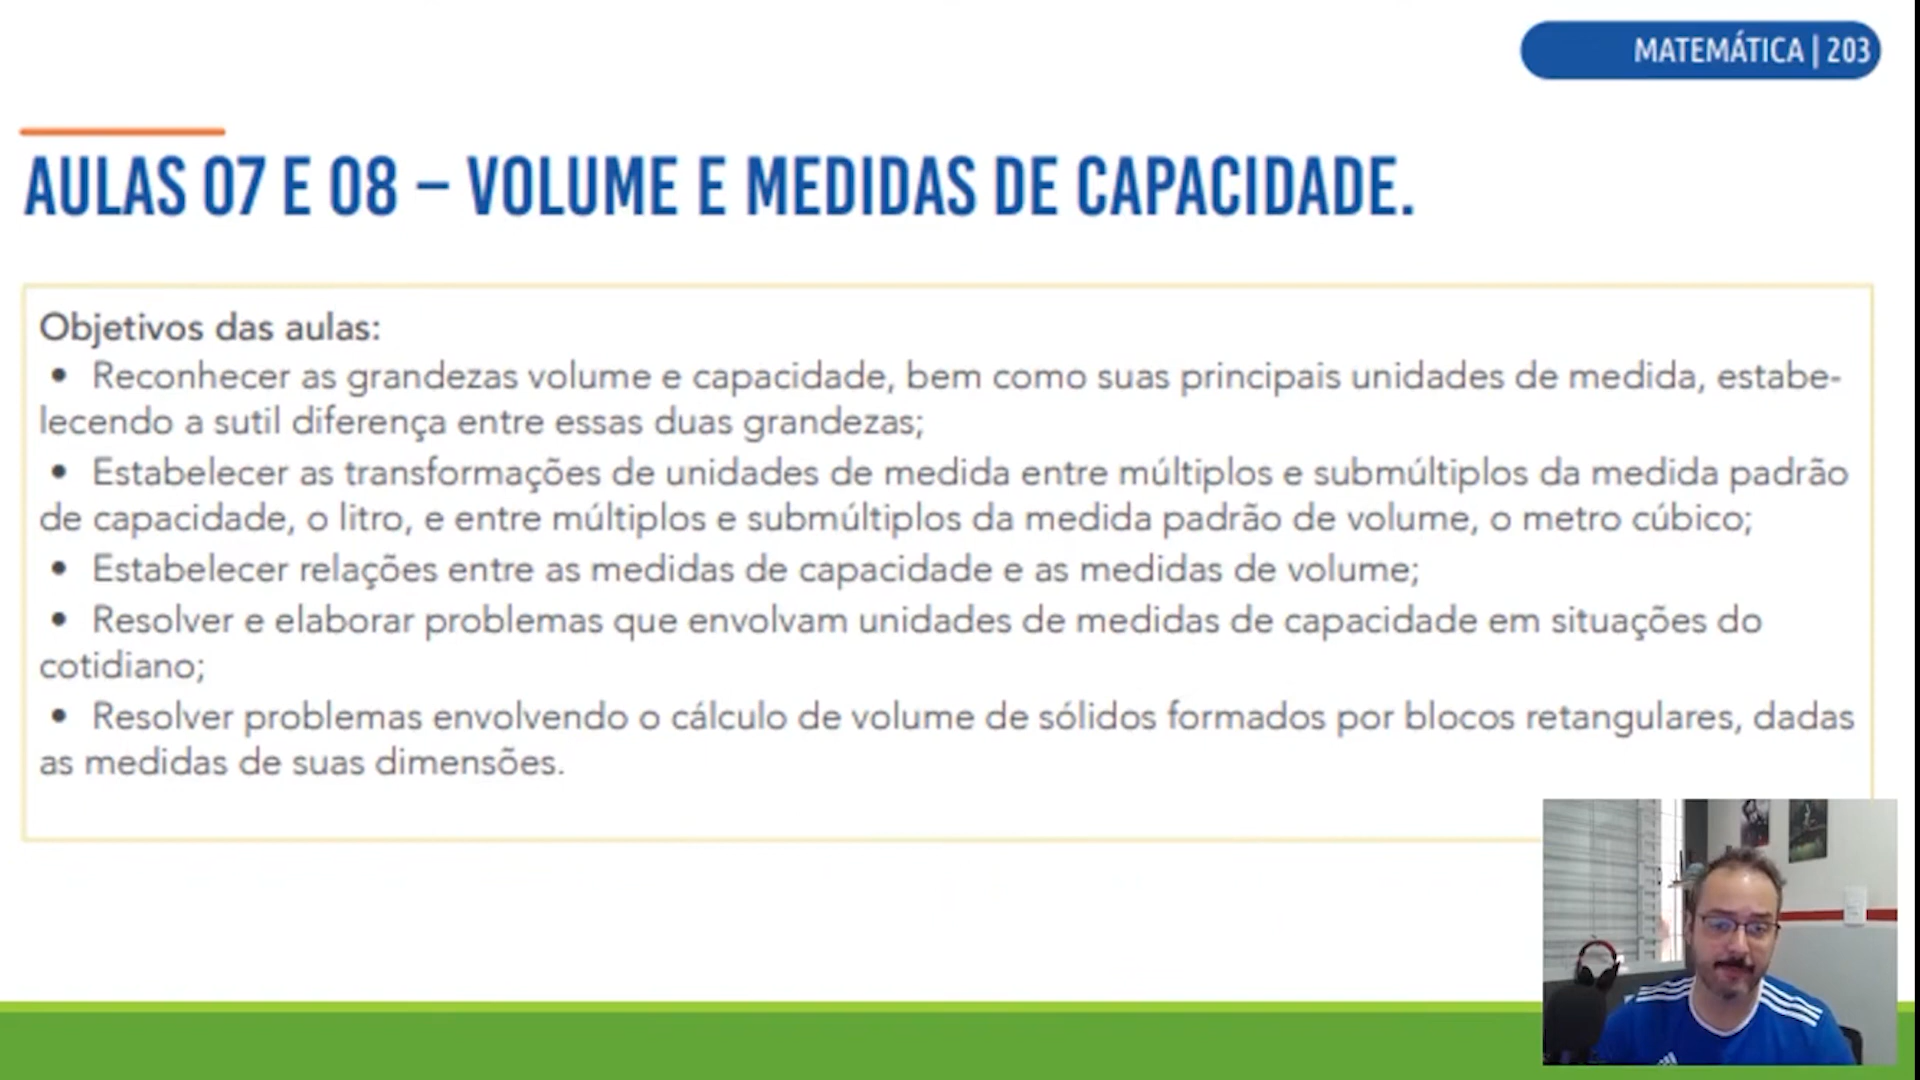 MATEMÁTICA | 203
AULAS 07 E 08 – VOLUME E MEDIDAS DE CAPACIDADE.
Objetivos das aulas:
• Reconhecer as grandezas volume e capacidade, bem como suas principais unidades de medida, estabe-
lecendo a sutil diferença entre essas duas grandezas;
• Estabelecer as transformações de unidades de medida entre múltiplos e submúltiplos da medida padrão
de capacidade, o litro, e entre múltiplos e submúltiplos da medida padrão de volume, o metro cúbico;
• Estabelecer relações entre as medidas de capacidade e as medidas de volume;
• Resolver e elaborar problemas que envolvam unidades de medidas de capacidade em situações do
cotidiano;
• Resolver problemas envolvendo o cálculo de volume de sólidos formados por blocos retangulares, dadas
as medidas de suas dimensões.